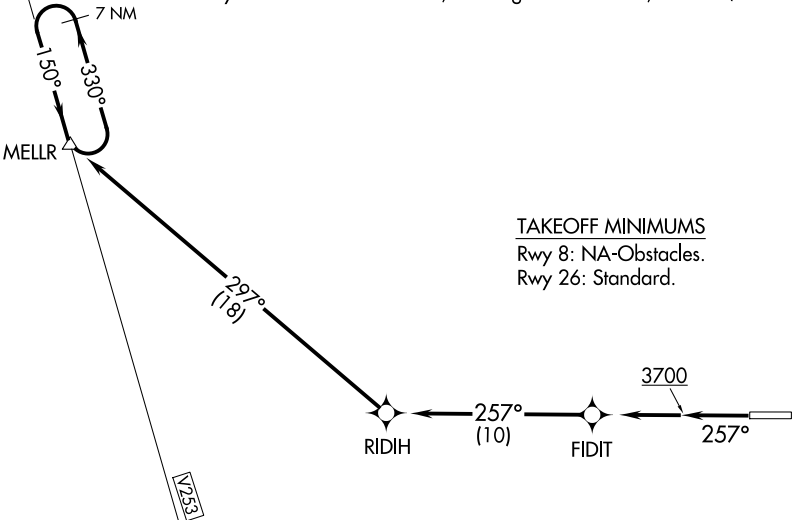 7 NM
150°
330°
MELLR
TAKEOFF MINIMUMS
Rwy 8: NA-Obstacles.
Rwy 26: Standard.
297°
(18)
3700
257°
(10)
257°
RIDIH
FIDIT
V253